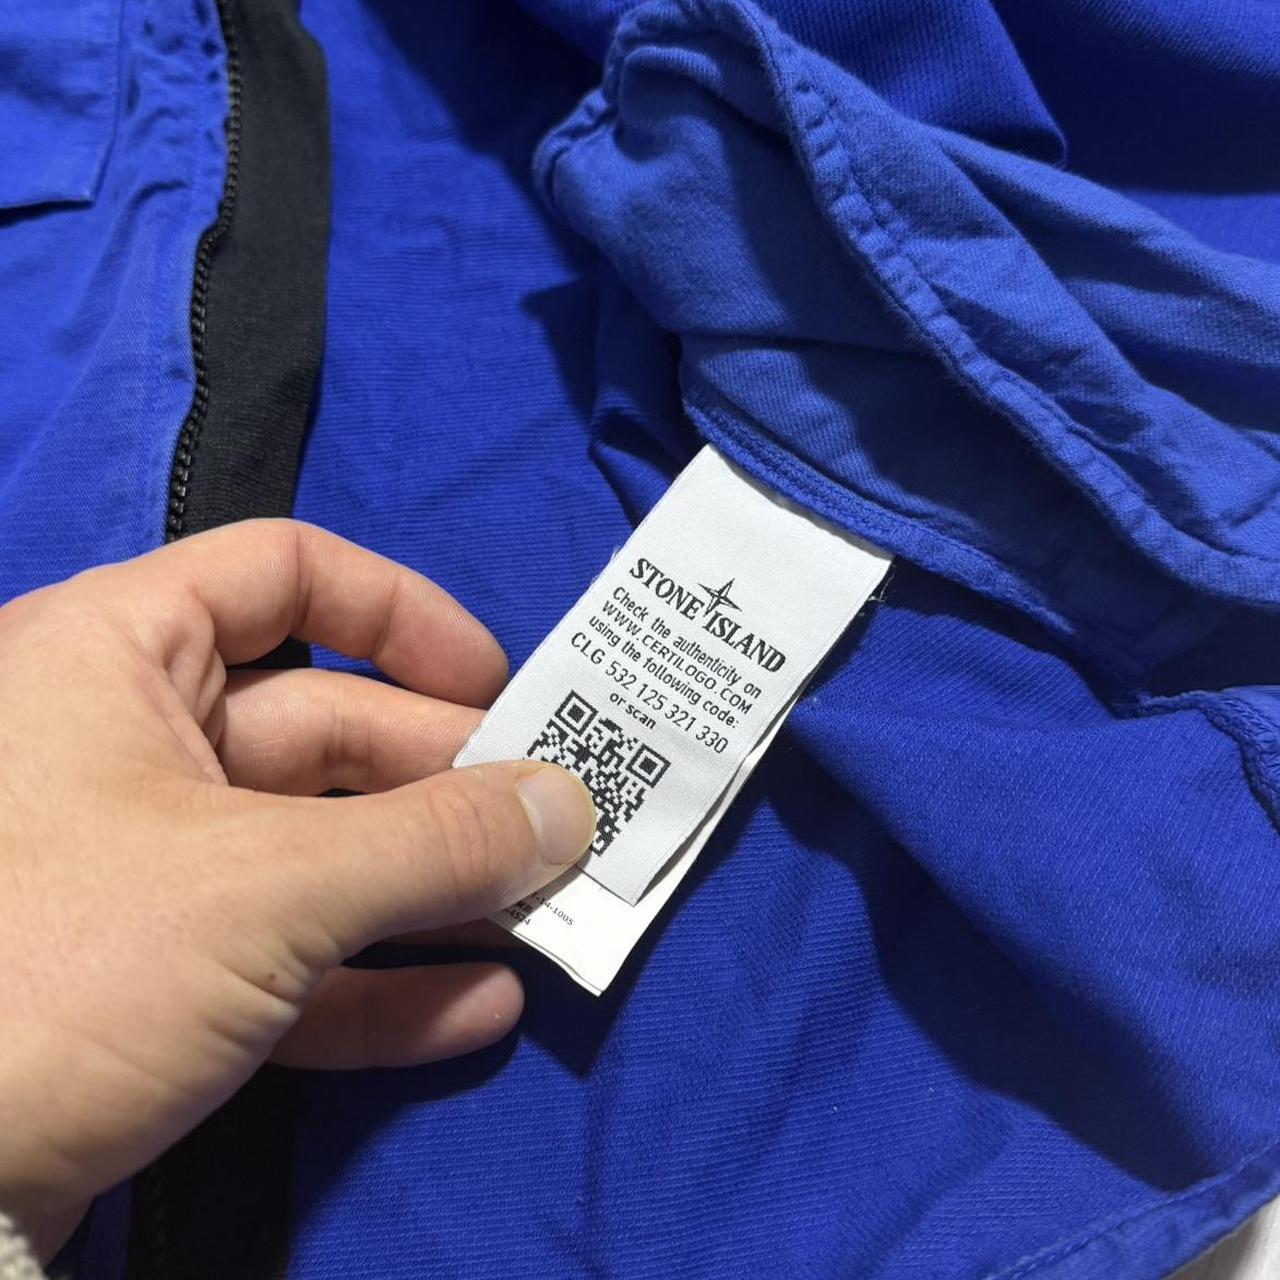 STONE ISLAND
Check the authenticity on
WWW.CERTILOGO.COM
using the following code:
CLG 532 125 321 330
or scan